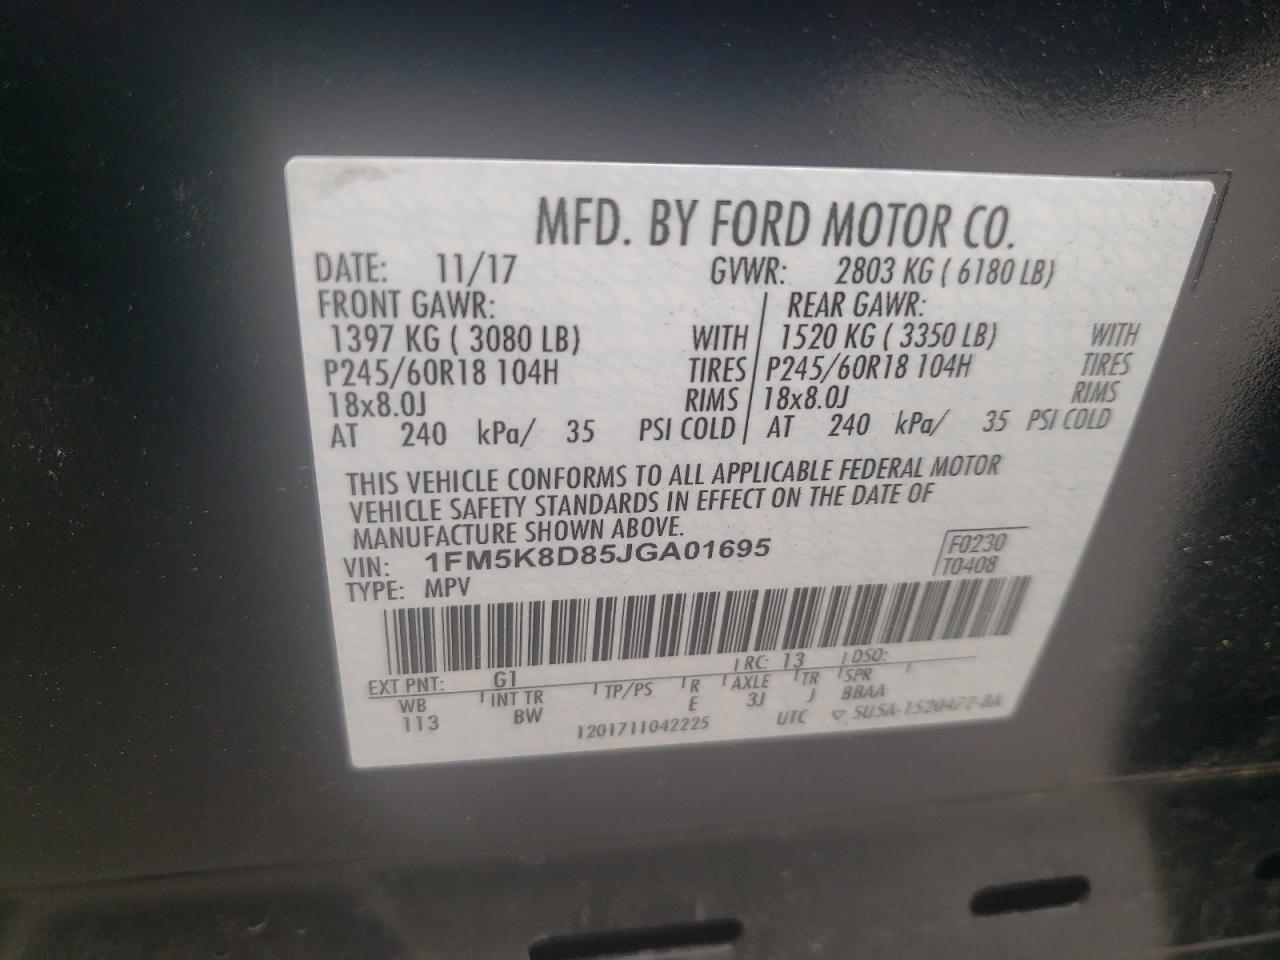 MFD. BY FORD MOTOR CO.
DATE: 11/17 GVWR: 2803 KG ( 6180 LB)
FRONT GAWR: REAR GAWR:
1397 KG ( 3080 LB) WITH 1520 KG ( 3350 LB) WITH
P245/60R18 104H TIRES P245/60R18 104H TIRES
18x8.0J RIMS 18x8.0J RIMS
AT 240 kPa/ 35 PSI COLD AT 240 kPa/ 35 PSI COLD
THIS VEHICLE CONFORMS TO ALL APPLICABLE FEDERAL MOTOR
VEHICLE SAFETY STANDARDS IN EFFECT ON THE DATE OF
MANUFACTURE SHOWN ABOVE.
VIN: 1FM5K8D85JGA01695 F0230
TYPE: MPV T0408
EXT PNT: G1 RC: 13 DSO:
WB INT TR TP/PS R AXLE TR SPR
113 BW E 3J J BBAA
1201711042225 UTC 5U5A-1520472-BA